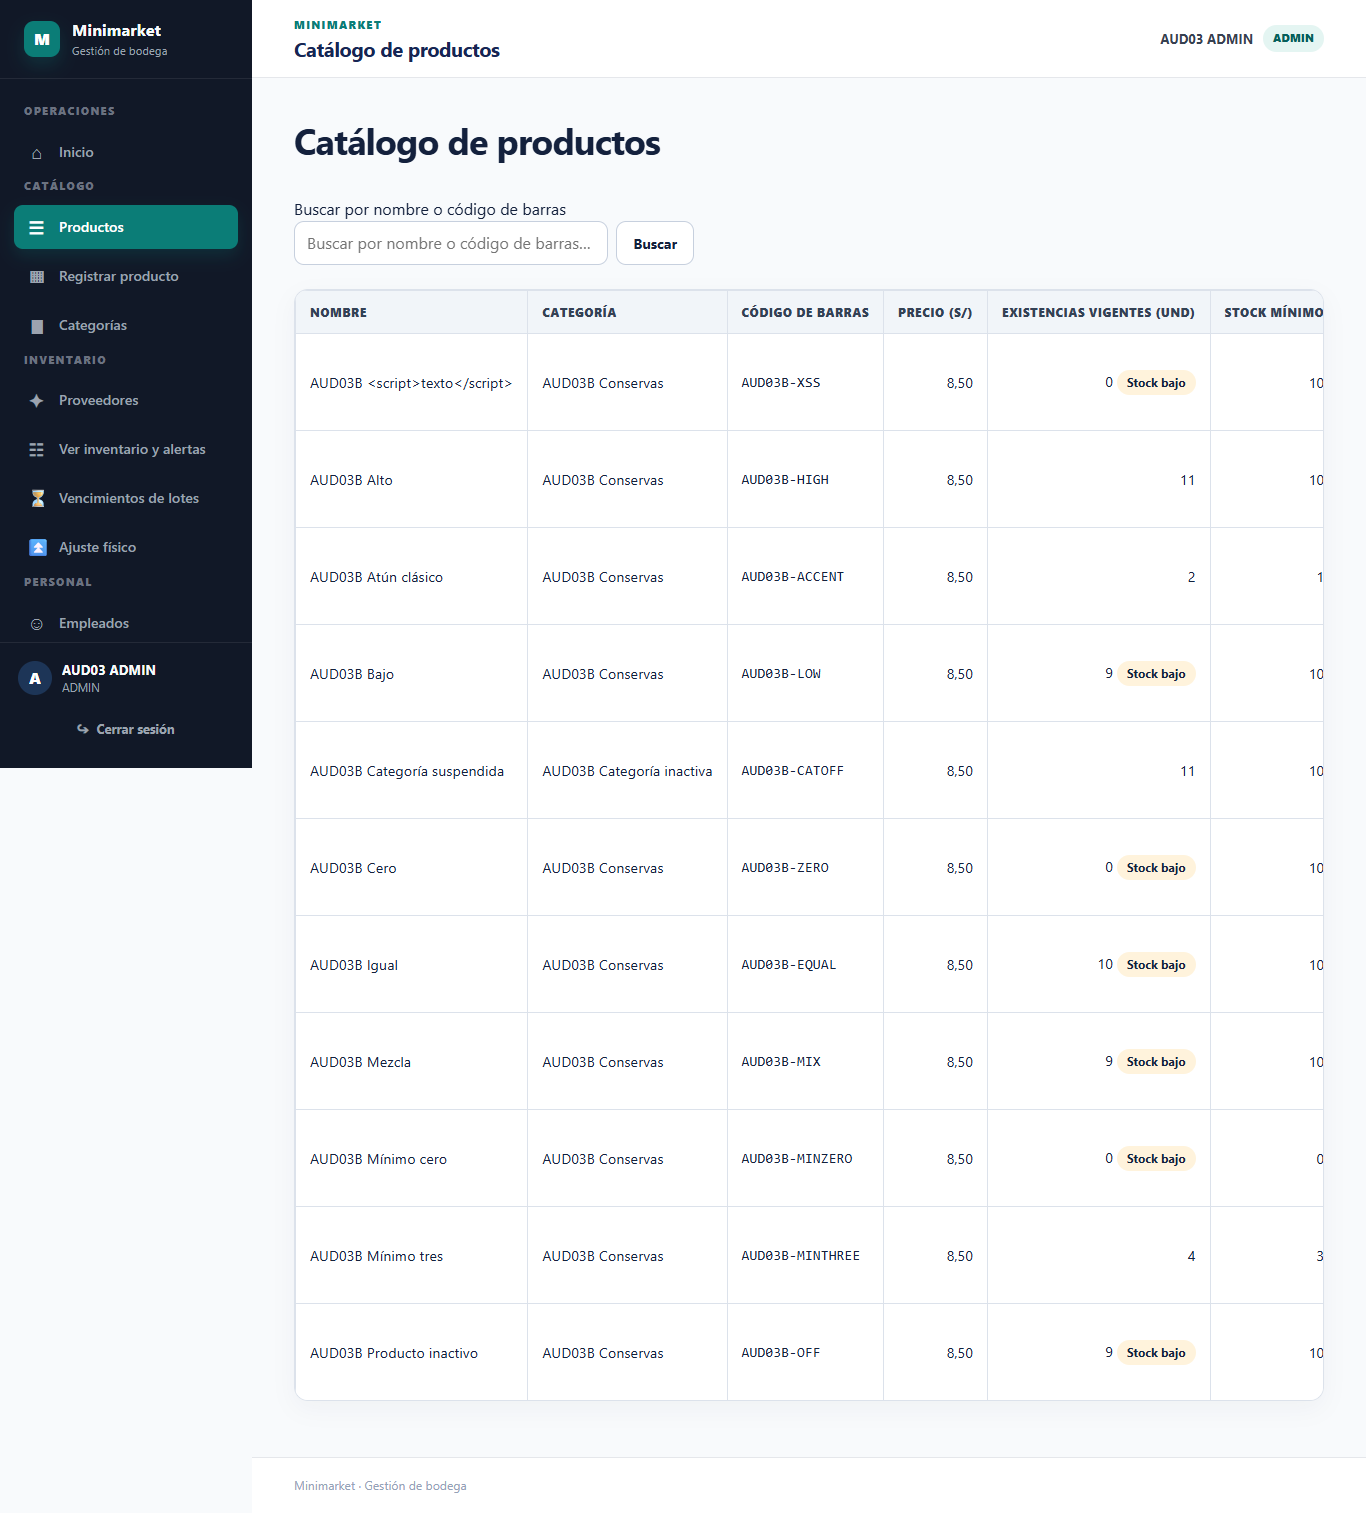 M
Minimarket
Gestión de bodega
OPERACIONES
Inicio
CATÁLOGO
Productos
Registrar producto
Categorías
INVENTARIO
Proveedores
Ver inventario y alertas
Vencimientos de lotes
Ajuste físico
PERSONAL
Empleados
A
AUD03 ADMIN
ADMIN
Cerrar sesión
MINIMARKET
Catálogo de productos
AUD03 ADMIN ADMIN
Catálogo de productos
Buscar por nombre o código de barras
Buscar por nombre o código de barras... Buscar
NOMBRE CATEGORÍA CÓDIGO DE BARRAS PRECIO (S/) EXISTENCIAS VIGENTES (UND) STOCK MÍNIMO
AUD03B <script>texto</script> AUD03B Conservas AUD03B-XSS 8,50 0 Stock bajo 10
AUD03B Alto AUD03B Conservas AUD03B-HIGH 8,50 11 10
AUD03B Atún clásico AUD03B Conservas AUD03B-ACCENT 8,50 2 1
AUD03B Bajo AUD03B Conservas AUD03B-LOW 8,50 9 Stock bajo 10
AUD03B Categoría suspendida AUD03B Categoría inactiva AUD03B-CATOFF 8,50 11 10
AUD03B Cero AUD03B Conservas AUD03B-ZERO 8,50 0 Stock bajo 10
AUD03B Igual AUD03B Conservas AUD03B-EQUAL 8,50 10 Stock bajo 10
AUD03B Mezcla AUD03B Conservas AUD03B-MIX 8,50 9 Stock bajo 10
AUD03B Mínimo cero AUD03B Conservas AUD03B-MINZERO 8,50 0 Stock bajo 0
AUD03B Mínimo tres AUD03B Conservas AUD03B-MINTHREE 8,50 4 3
AUD03B Producto inactivo AUD03B Conservas AUD03B-OFF 8,50 9 Stock bajo 10
Minimarket · Gestión de bodega